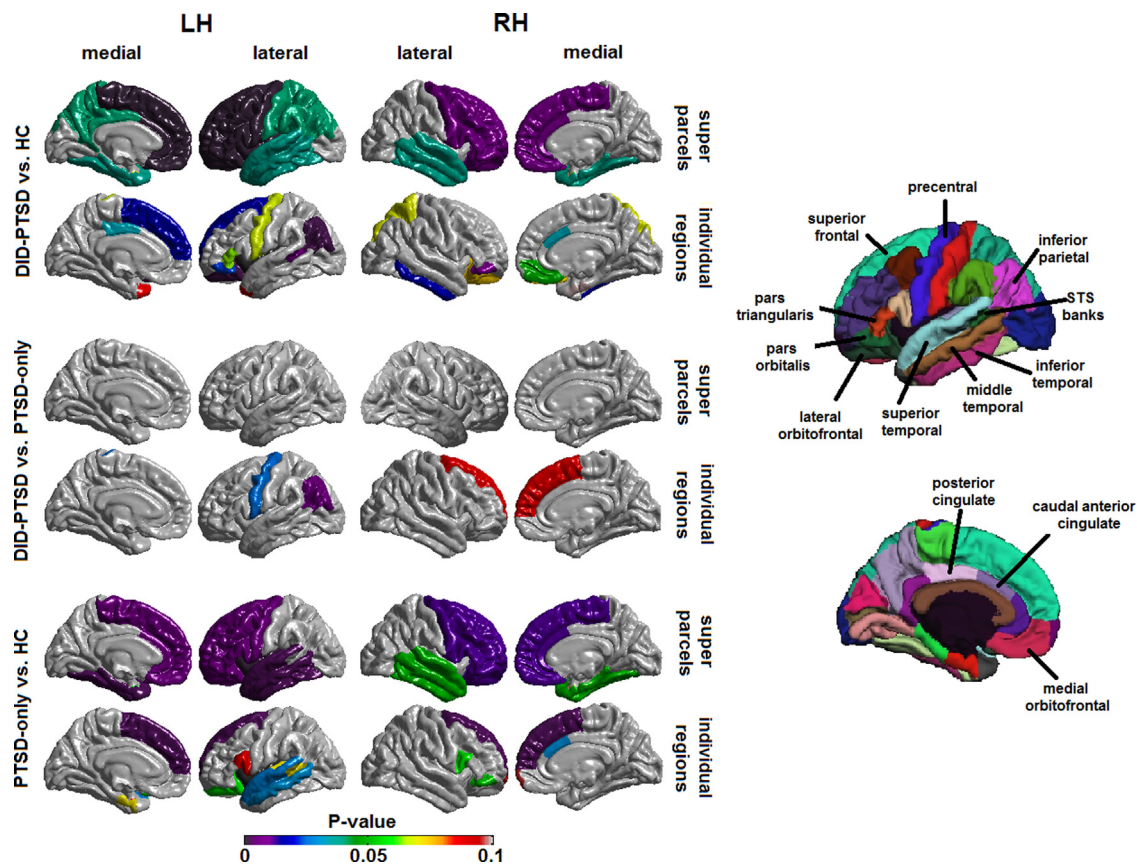 LH
RH
medial
lateral
lateral
medial
DID-PTSD vs. HC
super
parcels
individual
regions
DID-PTSD vs. PTSD-only
super
parcels
individual
regions
PTSD-only vs. HC
super
parcels
individual
regions
P-value
0
0.05
0.1
precentral
superior
frontal
inferior
parietal
pars
triangularis
STS
banks
pars
orbitalis
inferior
temporal
lateral
orbitofrontal
superior
temporal
middle
temporal
posterior
cingulate
caudal anterior
cingulate
medial
orbitofrontal